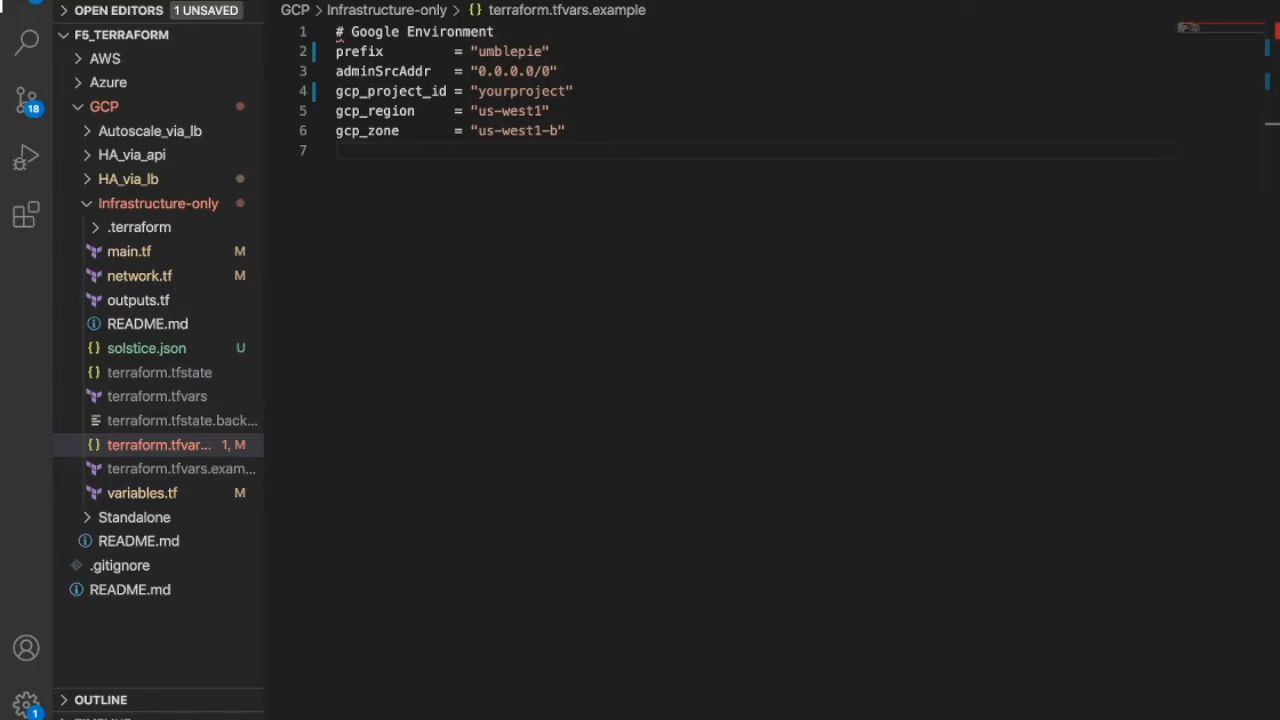 OPEN EDITORS 1 UNSAVED
F5_TERRAFORM
AWS
Azure
GCP
Autoscale_via_lb
HA_via_api
HA_via_lb
Infrastructure-only
.terraform
main.tf M
network.tf M
outputs.tf
README.md
solstice.json U
terraform.tfstate
terraform.tfvars
terraform.tfstate.back...
terraform.tfvar... 1, M
terraform.tfvars.exam...
variables.tf M
Standalone
README.md
.gitignore
README.md
OUTLINE
18
1
GCP > Infrastructure-only > {} terraform.tfvars.example
1 # Google Environment
2 prefix = "umblepie"
3 adminSrcAddr = "0.0.0.0/0"
4 gcp_project_id = "yourproject"
5 gcp_region = "us-west1"
6 gcp_zone = "us-west1-b"
7